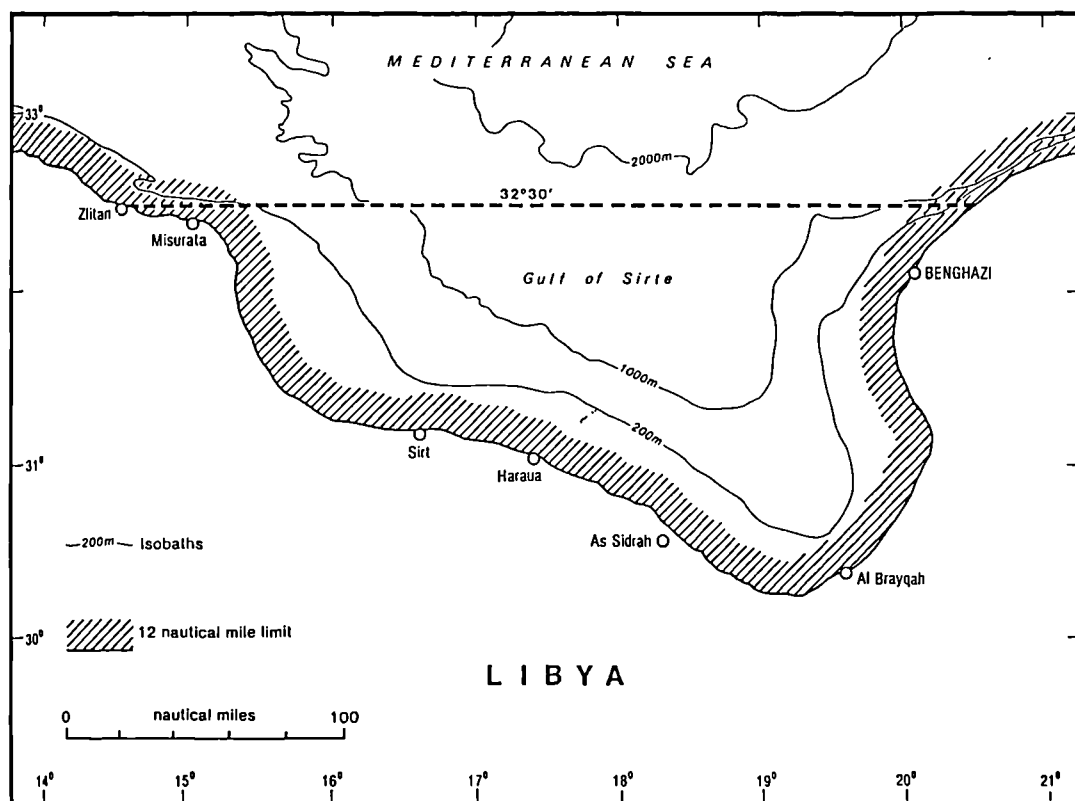 MEDITERRANEAN SEA
33°
2000m
32°30′
Zlitan
Misurata
Gulf of Sirte
BENGHAZI
1000m
200m
Sirt
31°
Haraua
As Sidrah
—200m— Isobaths
Al Brayqah
12 nautical mile limit
30°
LIBYA
0 nautical miles 100
14° 15° 16° 17° 18° 19° 20° 21°